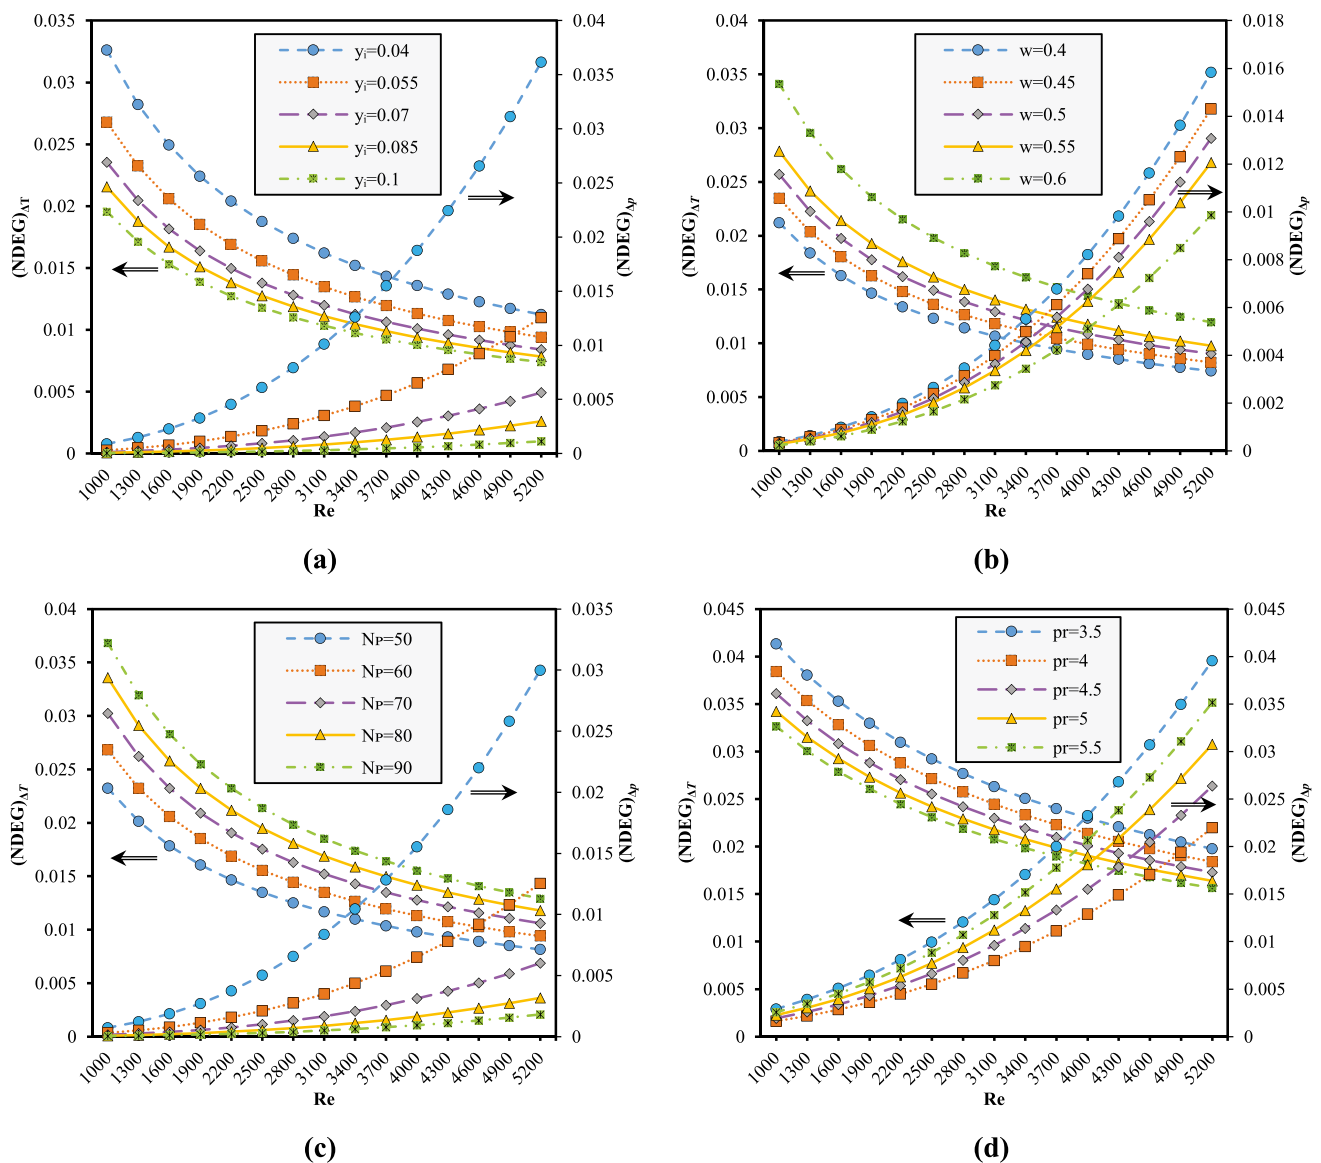 0.035
0.03
0.025
0.02
0.015
0.01
0.005
0
(NDEG)ΔT
yᵢ=0.04
yᵢ=0.055
yᵢ=0.07
yᵢ=0.085
yᵢ=0.1
0.04
0.035
0.03
0.025
0.02
0.015
0.01
0.005
0
(NDEG)Δp
1000 1300 1600 1900 2200 2500 2800 3100 3400 3700 4000 4300 4600 4900 5200
Re
(a)
0.04
0.035
0.03
0.025
0.02
0.015
0.01
0.005
0
(NDEG)ΔT
w=0.4
w=0.45
w=0.5
w=0.55
w=0.6
0.018
0.016
0.014
0.012
0.01
0.008
0.006
0.004
0.002
0
(NDEG)Δp
1000 1300 1600 1900 2200 2500 2800 3100 3400 3700 4000 4300 4600 4900 5200
Re
(b)
0.04
0.035
0.03
0.025
0.02
0.015
0.01
0.005
0
(NDEG)ΔT
NP=50
NP=60
NP=70
NP=80
NP=90
0.035
0.03
0.025
0.02
0.015
0.01
0.005
0
(NDEG)Δp
1000 1300 1600 1900 2200 2500 2800 3100 3400 3700 4000 4300 4600 4900 5200
Re
(c)
0.045
0.04
0.035
0.03
0.025
0.02
0.015
0.01
0.005
0
(NDEG)ΔT
pr=3.5
pr=4
pr=4.5
pr=5
pr=5.5
0.045
0.04
0.035
0.03
0.025
0.02
0.015
0.01
0.005
0
(NDEG)Δp
1000 1300 1600 1900 2200 2500 2800 3100 3400 3700 4000 4300 4600 4900 5200
Re
(d)